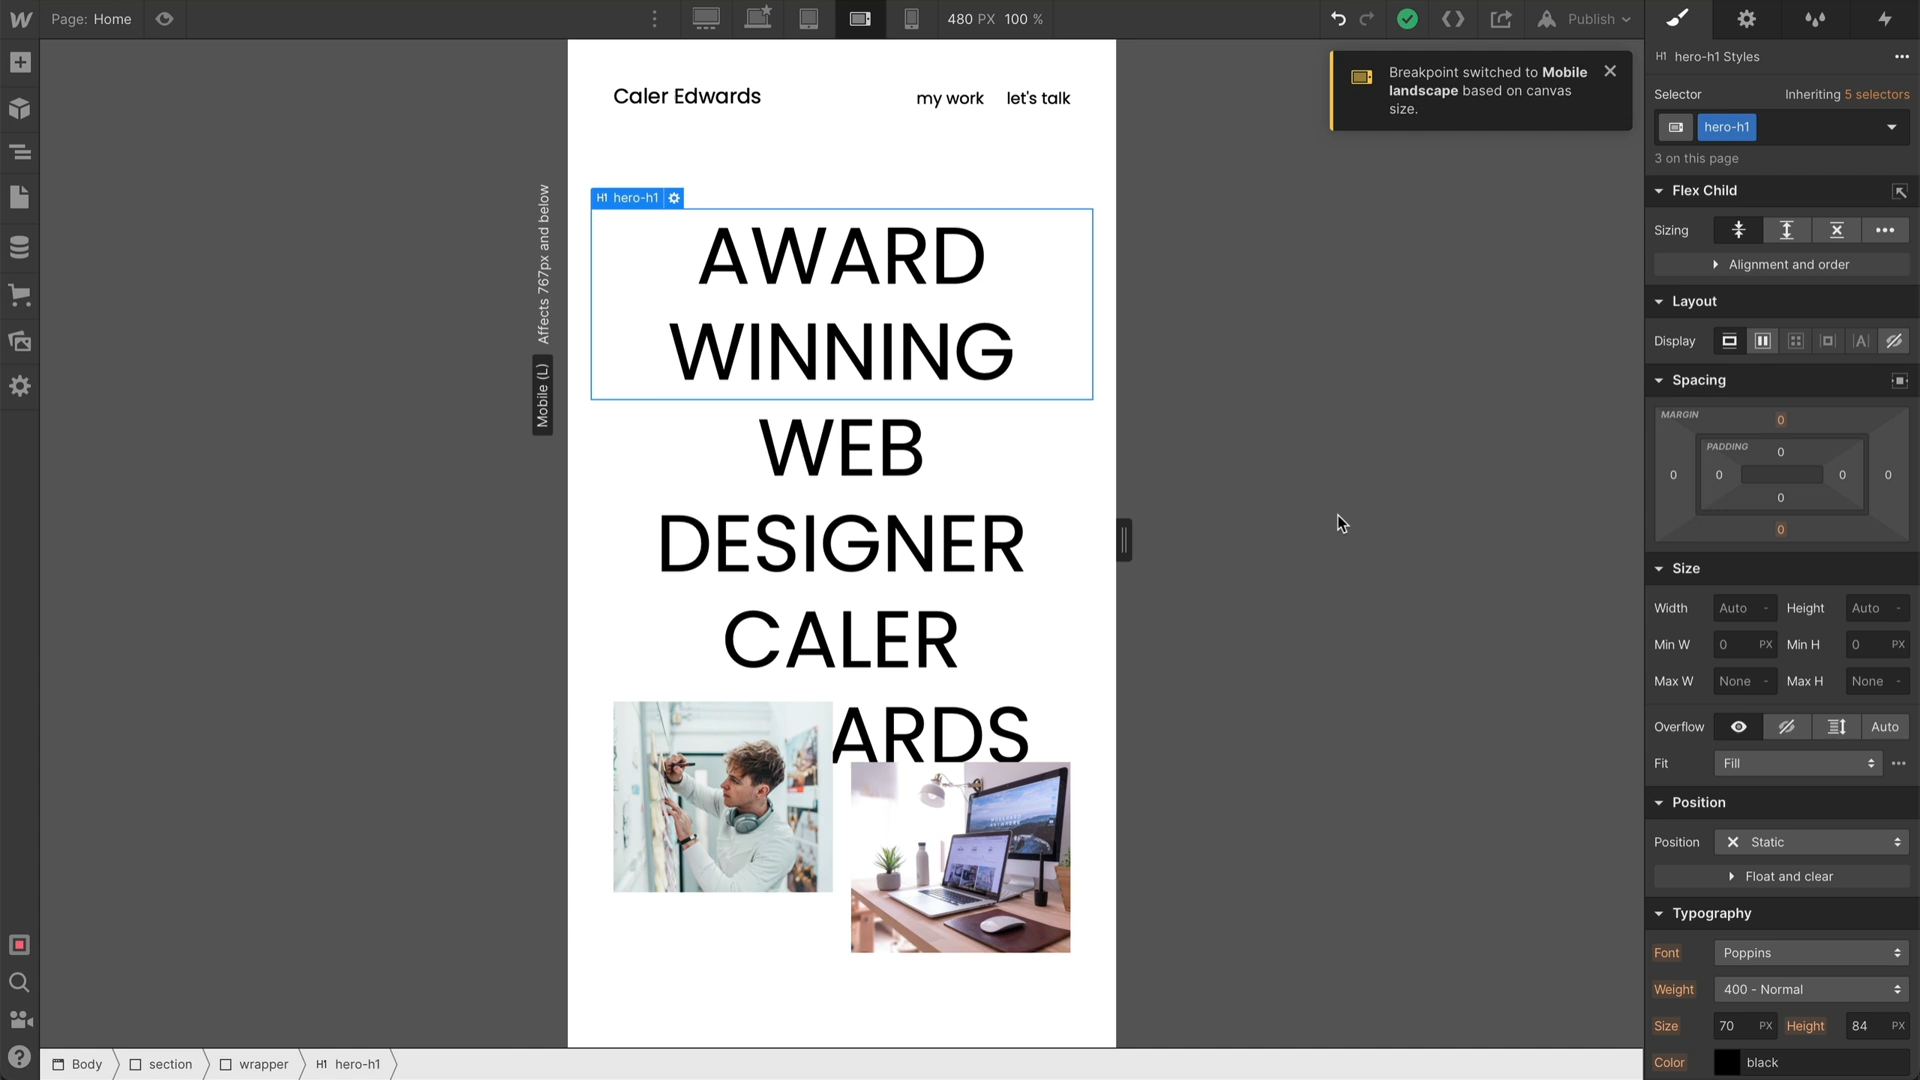 Page: Home
480 PX 100 %
Publish
Breakpoint switched to Mobile
landscape based on canvas
size.
Caler Edwards
my work
let's talk
H1 hero-h1
AWARD
WINNING
WEB
DESIGNER
CALER
ARDS
Affects 767px and below
Mobile (L)
H1 hero-h1 Styles
Selector
Inheriting 5 selectors
hero-h1
3 on this page
Flex Child
Sizing
Alignment and order
Layout
Display
Spacing
MARGIN
0
PADDING
0
0 0 0 0
0
0
Size
Width Auto - Height Auto -
Min W 0 PX Min H 0 PX
Max W None - Max H None -
Overflow Auto
Fit Fill
Position
Position Static
Float and clear
Typography
Font Poppins
Weight 400 - Normal
Size 70 PX Height 84 PX
Color black
Body section wrapper H1 hero-h1